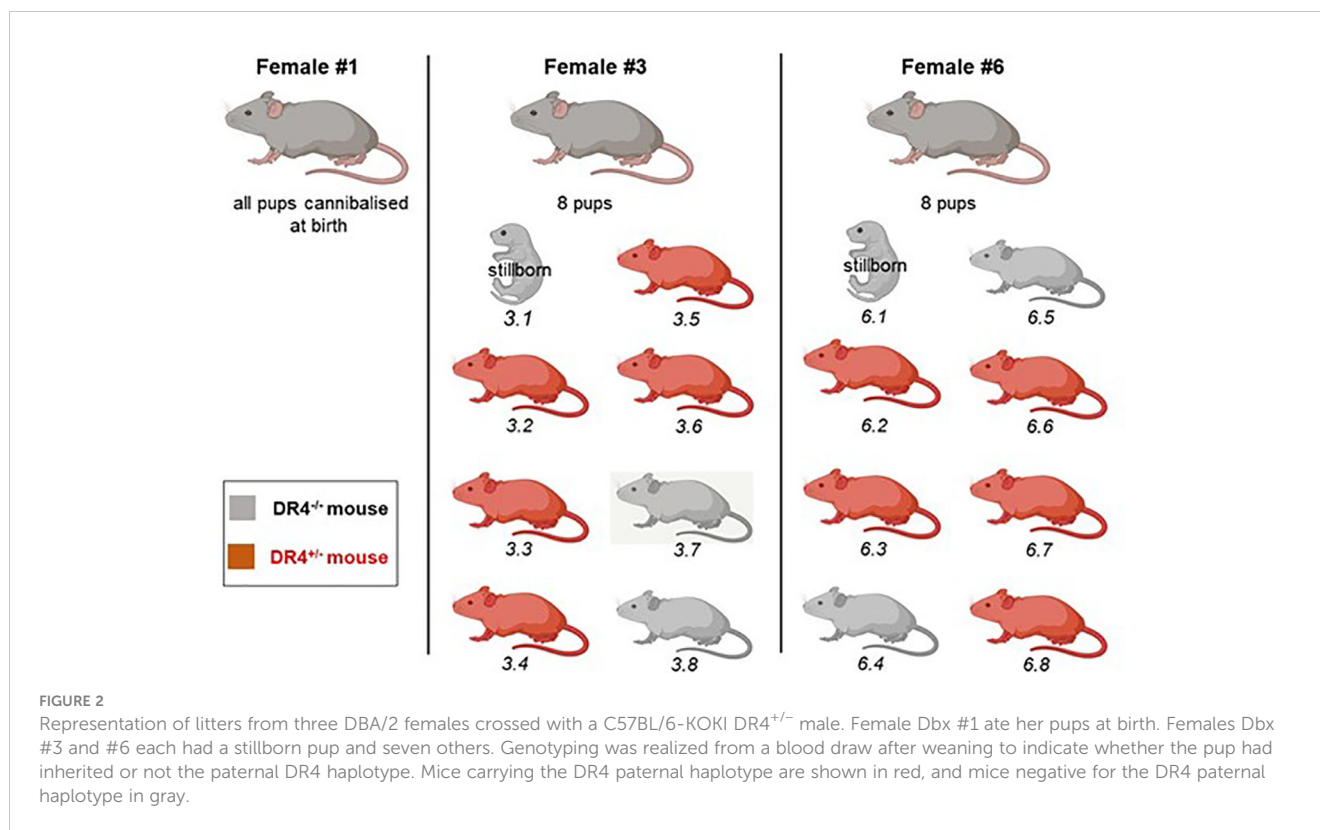 Female #1
Female #3
Female #6
all pups cannibalised
at birth
8 pups
8 pups
stillborn
3.1
3.5
stillborn
6.1
6.5
3.2
3.6
6.2
6.6
DR4-/- mouse
DR4+/- mouse
3.3
3.7
6.3
6.7
3.4
3.8
6.4
6.8
FIGURE 2
Representation of litters from three DBA/2 females crossed with a C57BL/6-KOKI DR4+/− male. Female Dbx #1 ate her pups at birth. Females Dbx
#3 and #6 each had a stillborn pup and seven others. Genotyping was realized from a blood draw after weaning to indicate whether the pup had
inherited or not the paternal DR4 haplotype. Mice carrying the DR4 paternal haplotype are shown in red, and mice negative for the DR4 paternal
haplotype in gray.